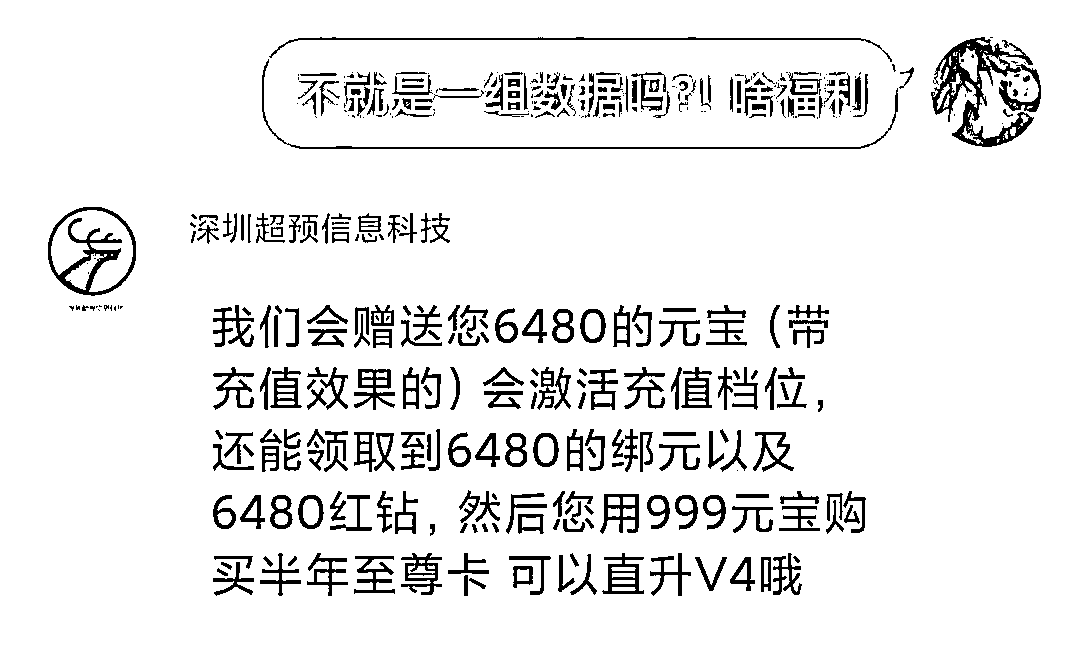 不就是一组数据吗?! 啥福利
深圳超预信息科技
我们会赠送您6480的元宝（带
充值效果的）会激活充值档位，
还能领取到6480的绑元以及
6480红钻，然后您用999元宝购
买半年至尊卡 可以直升V4哦